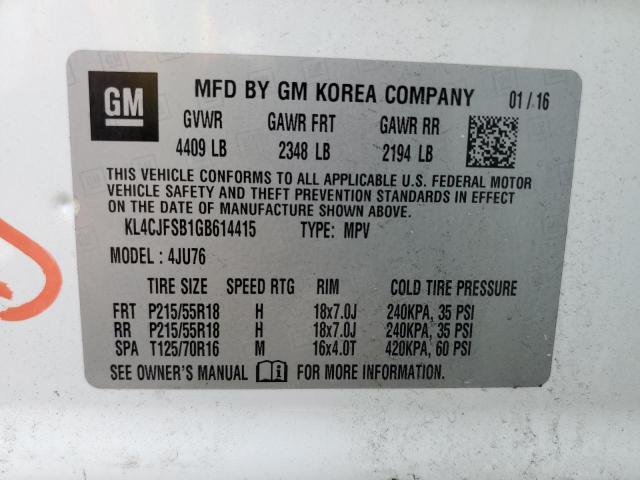 GM
MFD BY GM KOREA COMPANY 01/16
GVWR GAWR FRT GAWR RR
4409 LB 2348 LB 2194 LB
THIS VEHICLE CONFORMS TO ALL APPLICABLE U.S. FEDERAL MOTOR
VEHICLE SAFETY AND THEFT PREVENTION STANDARDS IN EFFECT ON
THE DATE OF MANUFACTURE SHOWN ABOVE.
KL4CJFSB1GB614415 TYPE: MPV
MODEL: 4JU76
TIRE SIZE SPEED RTG RIM COLD TIRE PRESSURE
FRT P215/55R18 H 18x7.0J 240KPA, 35 PSI
RR P215/55R18 H 18x7.0J 240KPA, 35 PSI
SPA T125/70R16 M 16x4.0T 420KPA, 60 PSI
SEE OWNER'S MANUAL FOR MORE INFORMATION.